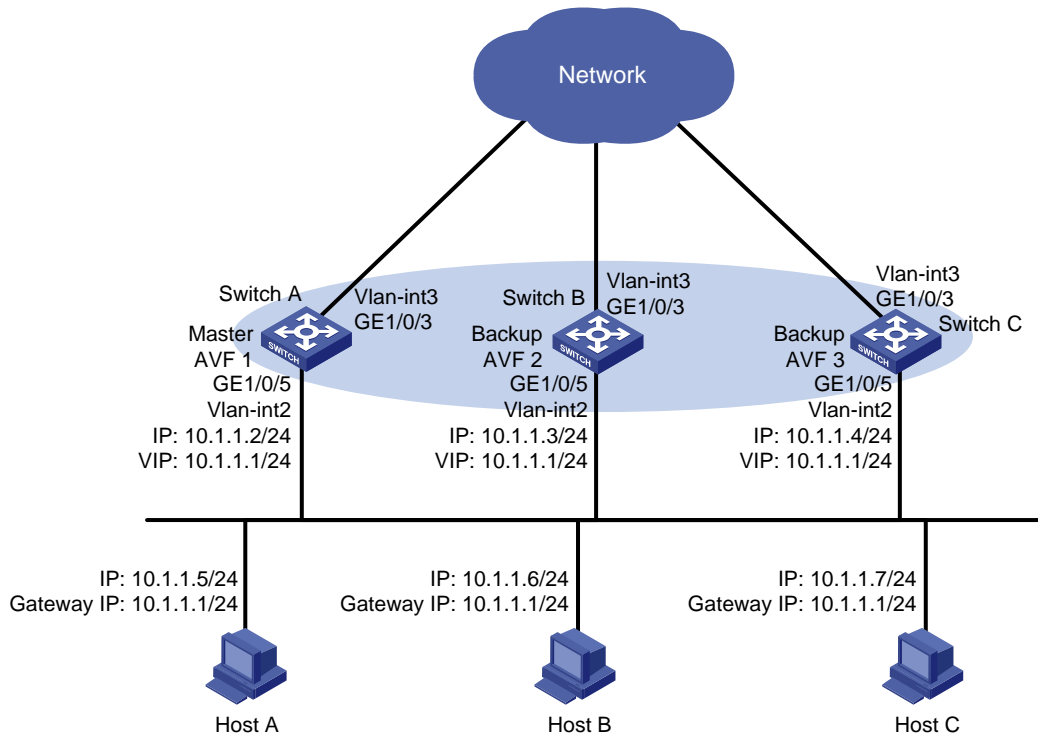 Network
Switch A
Vlan-int3
GE1/0/3
Master
AVF 1
SWITCH
GE1/0/5
Vlan-int2
IP: 10.1.1.2/24
VIP: 10.1.1.1/24
Switch B
Vlan-int3
GE1/0/3
Backup
AVF 2
SWITCH
GE1/0/5
Vlan-int2
IP: 10.1.1.3/24
VIP: 10.1.1.1/24
Vlan-int3
GE1/0/3
Switch C
Backup
AVF 3
SWITCH
GE1/0/5
Vlan-int2
IP: 10.1.1.4/24
VIP: 10.1.1.1/24
IP: 10.1.1.5/24
Gateway IP: 10.1.1.1/24
Host A
IP: 10.1.1.6/24
Gateway IP: 10.1.1.1/24
Host B
IP: 10.1.1.7/24
Gateway IP: 10.1.1.1/24
Host C